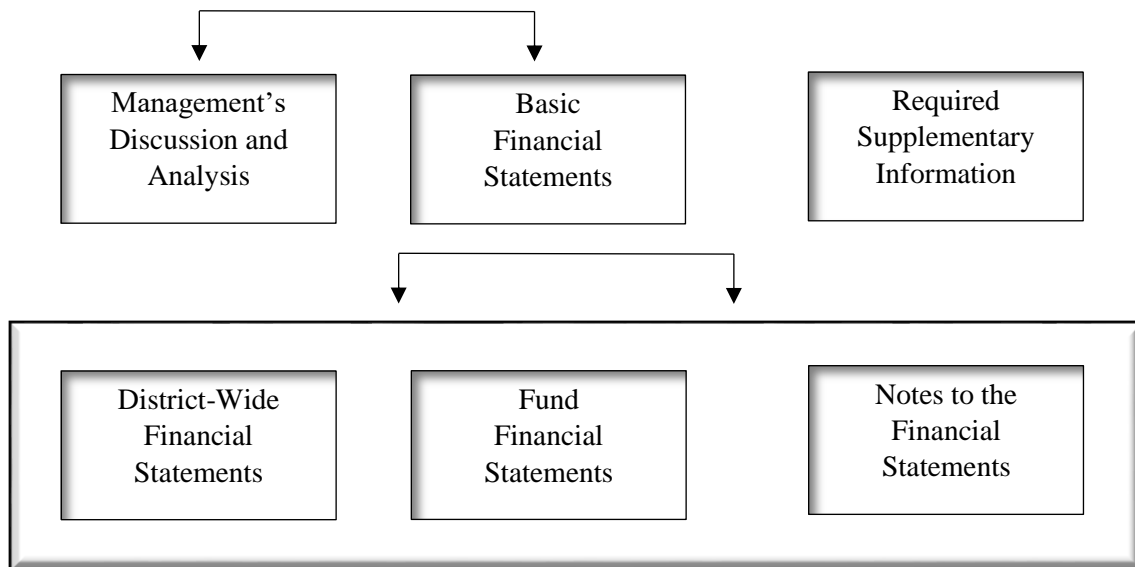 Management’s
Discussion and
Analysis
Basic
Financial
Statements
Required
Supplementary
Information
District-Wide
Financial
Statements
Fund
Financial
Statements
Notes to the
Financial
Statements